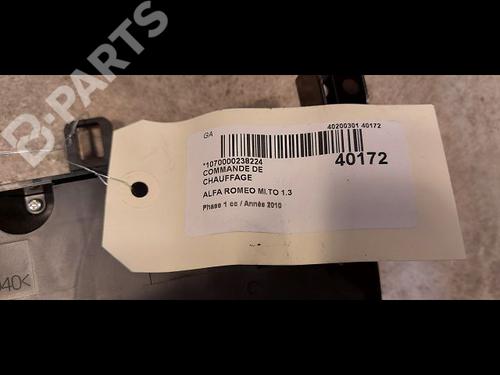 B-PARTS
GA
40200301 40172
*1070000238224
40172
COMMANDE DE
CHAUFFAGE
ALFA ROMEO MI.TO 1.3
Phase 1 cc / Année 2010
040<